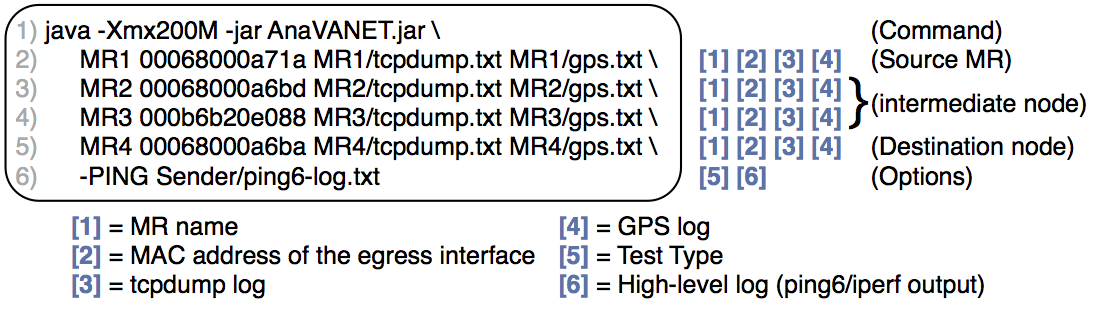 1) java -Xmx200M -jar AnaVANET.jar \ (Command)
2) MR1 00068000a71a MR1/tcpdump.txt MR1/gps.txt \ [1] [2] [3] [4] (Source MR)
3) MR2 00068000a6bd MR2/tcpdump.txt MR2/gps.txt \ [1] [2] [3] [4]
(intermediate node)
4) MR3 000b6b20e088 MR3/tcpdump.txt MR3/gps.txt \ [1] [2] [3] [4]
5) MR4 00068000a6ba MR4/tcpdump.txt MR4/gps.txt \ [1] [2] [3] [4] (Destination node)
6) -PING Sender/ping6-log.txt [5] [6] (Options)
[1] = MR name
[2] = MAC address of the egress interface
[3] = tcpdump log
[4] = GPS log
[5] = Test Type
[6] = High-level log (ping6/iperf output)